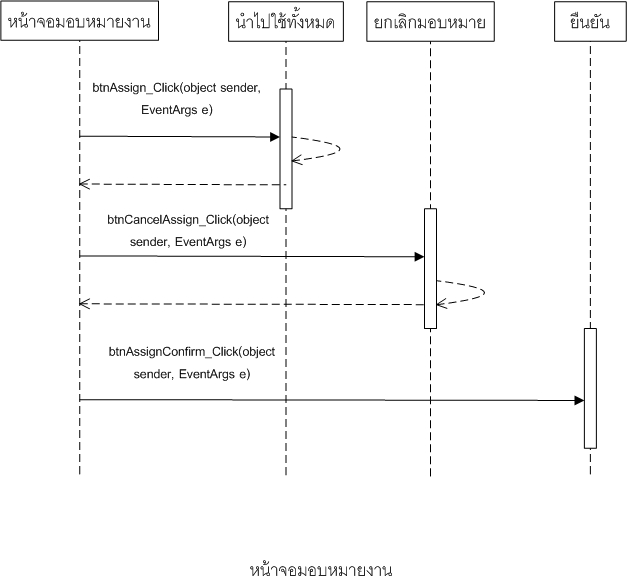 หน้าจอมอบหมายงาน
นำไปใช้ทั้งหมด
ยกเลิกมอบหมาย
ยืนยัน
btnAssign_Click(object sender,
EventArgs e)
btnCancelAssign_Click(object
sender, EventArgs e)
btnAssignConfirm_Click(object
sender, EventArgs e)
หน้าจอมอบหมายงาน